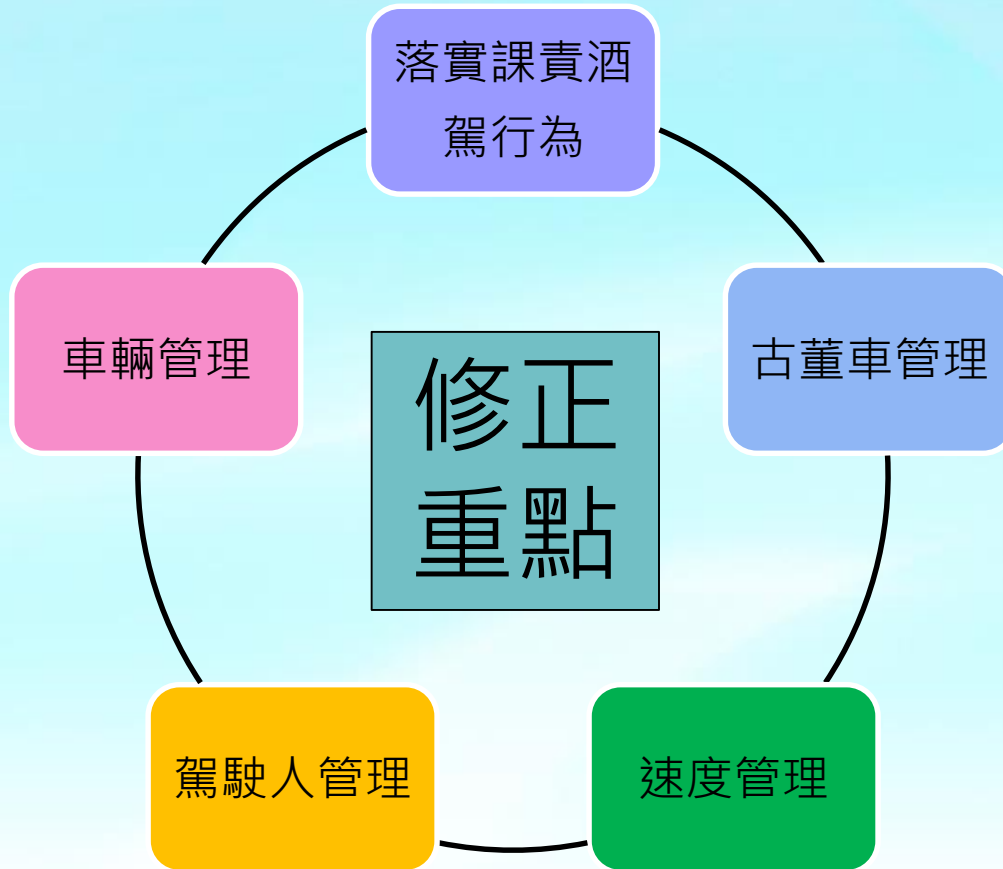 落實課責酒
駕行為
車輛管理
古董車管理
修正
重點
駕駛人管理
速度管理